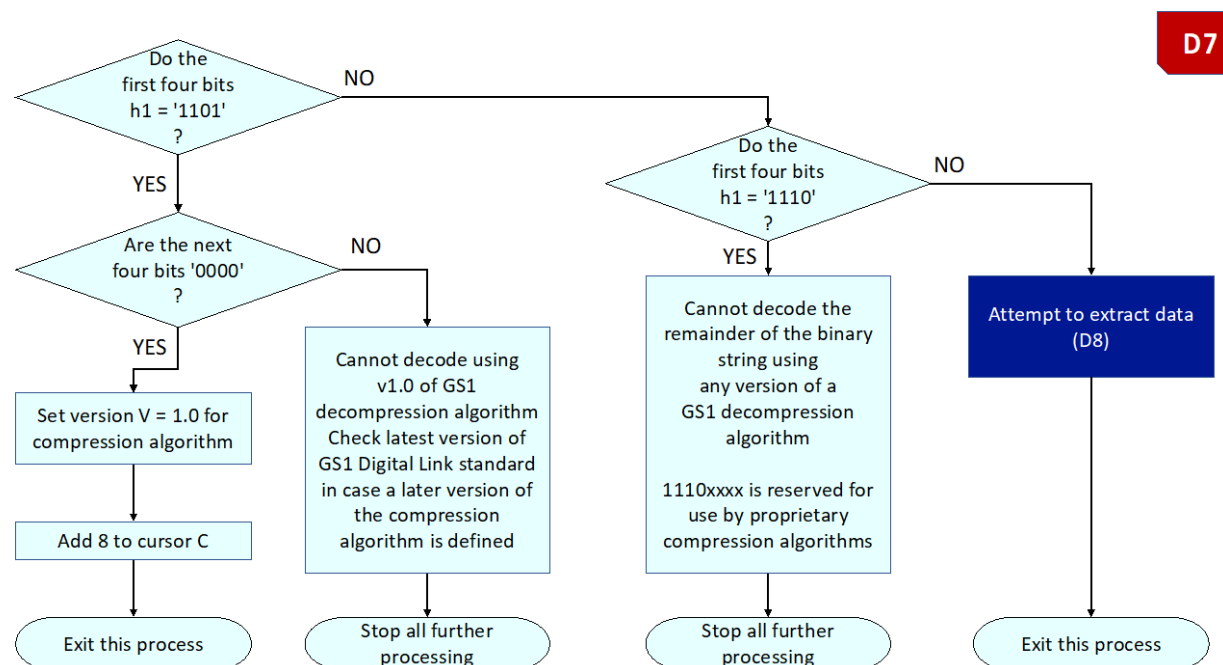 D7
Do the
first four bits
h1 = '1101'
?
NO
YES
Do the
first four bits
h1 = '1110'
?
NO
YES
Are the next
four bits '0000'
?
NO
YES
Set version V = 1.0 for
compression algorithm
Add 8 to cursor C
Exit this process
Cannot decode using
v1.0 of GS1
decompression algorithm
Check latest version of
GS1 Digital Link standard
in case a later version of
the compression
algorithm is defined
Stop all further
processing
Cannot decode the
remainder of the binary
string using
any version of a
GS1 decompression
algorithm
1110xxxx is reserved for
use by proprietary
compression algorithms
Stop all further
processing
Attempt to extract data
(D8)
Exit this process